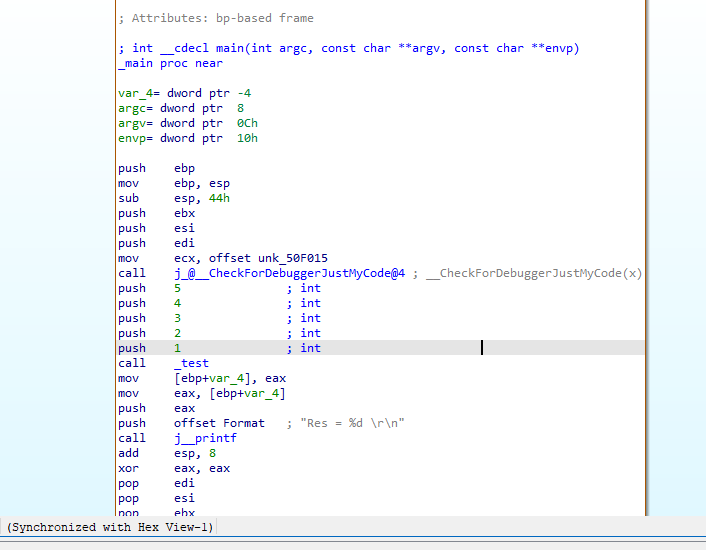 ; Attributes: bp-based frame
; int __cdecl main(int argc, const char **argv, const char **envp)
_main proc near
var_4= dword ptr -4
argc= dword ptr  8
argv= dword ptr  0Ch
envp= dword ptr  10h
push    ebp
mov     ebp, esp
sub     esp, 44h
push    ebx
push    esi
push    edi
mov     ecx, offset unk_50F015
call    j_@__CheckForDebuggerJustMyCode@4 ; __CheckForDebuggerJustMyCode(x)
push    5               ; int
push    4               ; int
push    3               ; int
push    2               ; int
push    1               ; int
call    _test
mov     [ebp+var_4], eax
mov     eax, [ebp+var_4]
push    eax
push    offset Format   ; "Res = %d \r\n"
call    j__printf
add     esp, 8
xor     eax, eax
pop     edi
pop     esi
pop     ebx
(Synchronized with Hex View-1)